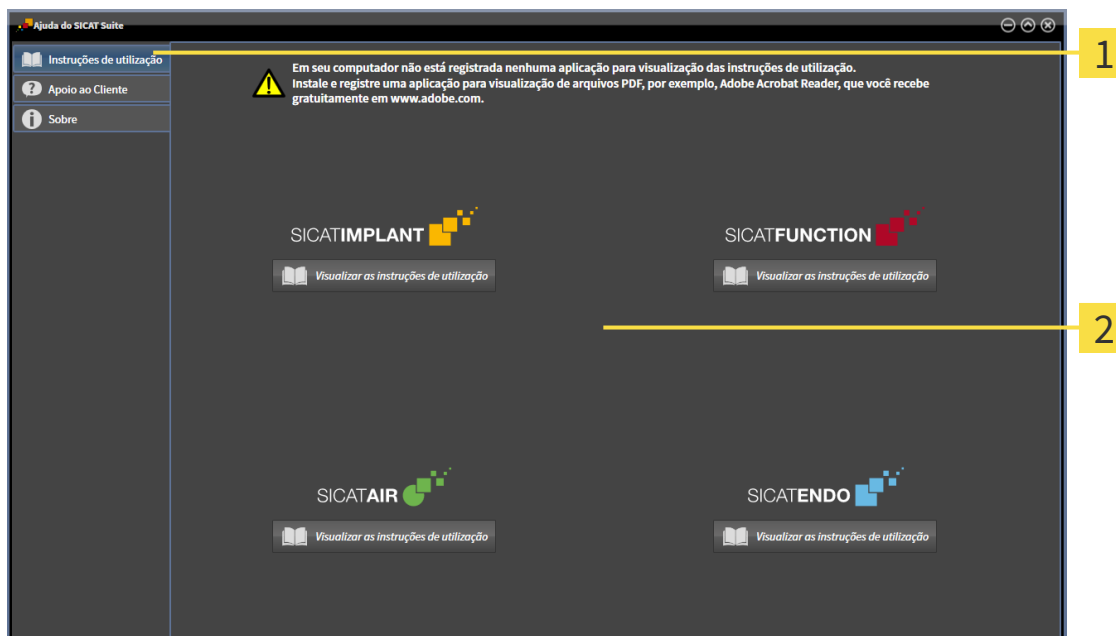 Ajuda do SICAT Suite
Instruções de utilização
1
Apoio ao Cliente
Sobre
Em seu computador não está registrada nenhuma aplicação para visualização das instruções de utilização.
Instale e registre uma aplicação para visualização de arquivos PDF, por exemplo, Adobe Acrobat Reader, que você recebe
gratuitamente em www.adobe.com.
SICATIMPLANT
SICATFUNCTION
Visualizar as instruções de utilização
Visualizar as instruções de utilização
2
SICATAIR
SICATENDO
Visualizar as instruções de utilização
Visualizar as instruções de utilização